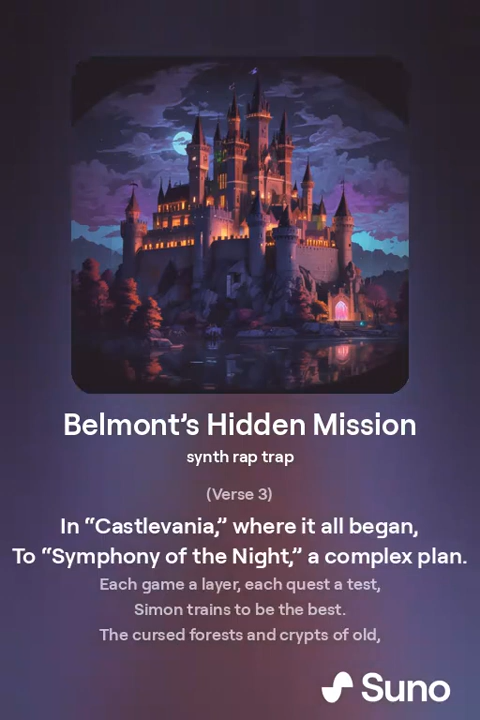 Belmont’s Hidden Mission
synth rap trap
(Verse 3)
In “Castlevania,” where it all began,
To “Symphony of the Night,” a complex plan.
Each game a layer, each quest a test,
Simon trains to be the best.
The cursed forests and crypts of old,
Suno